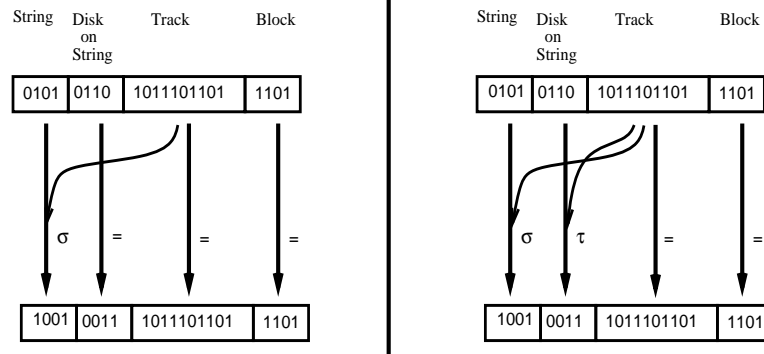 String Disk on String Track Block
0101 0110 1011101101 1101
σ = = =
1001 0011 1011101101 1101
String Disk on String Track Block
0101 0110 1011101101 1101
σ τ = =
1001 0011 1011101101 1101